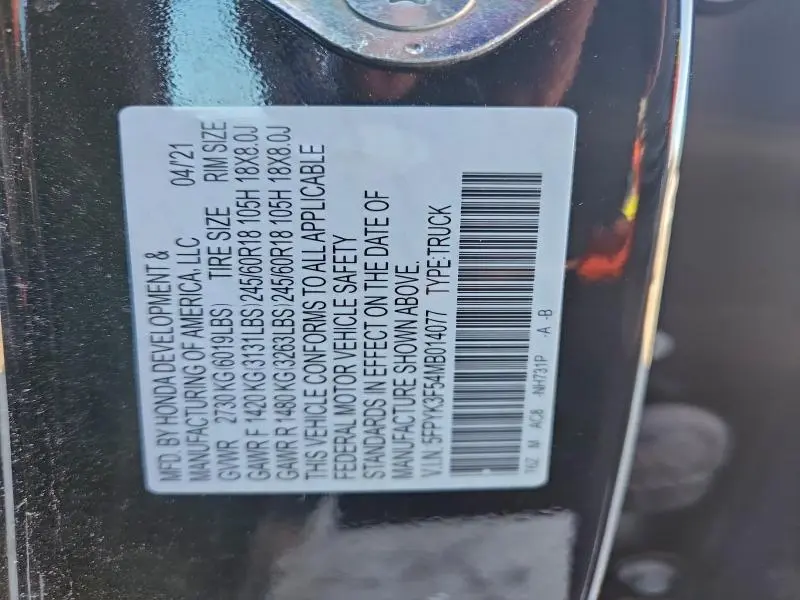 MFD. BY HONDA DEVELOPMENT &
MANUFACTURING OF AMERICA, LLC 04/21
GVWR 2730 KG(6019LBS) TIRE SIZE RIM SIZE
GAWR F 1420 KG(3131LBS)245/60R18 105H 18X8.0J
GAWR R 1480 KG(3263LBS)245/60R18 105H 18X8.0J
THIS VEHICLE CONFORMS TO ALL APPLICABLE
FEDERAL MOTOR VEHICLE SAFETY
STANDARDS IN EFFECT ON THE DATE OF
MANUFACTURE SHOWN ABOVE.
V.I.N. 5FPYK3F54MB014077 TYPE:TRUCK
T6Z M AC8 -NH731P -A -B